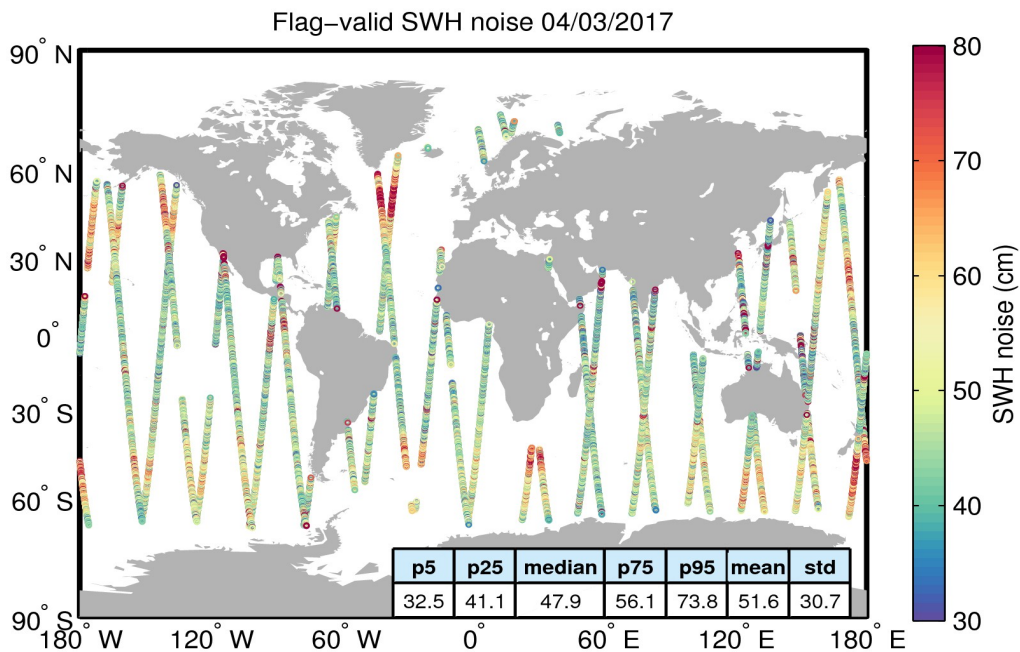 Flag−valid SWH noise 04/03/2017
90° N
60° N
30° N
0°
30° S
60° S
90° S
180° W
120° W
60° W
0°
60° E
120° E
180° E
80
70
60
50
40
30
SWH noise (cm)
p5 p25 median p75 p95 mean std
32.5 41.1 47.9 56.1 73.8 51.6 30.7